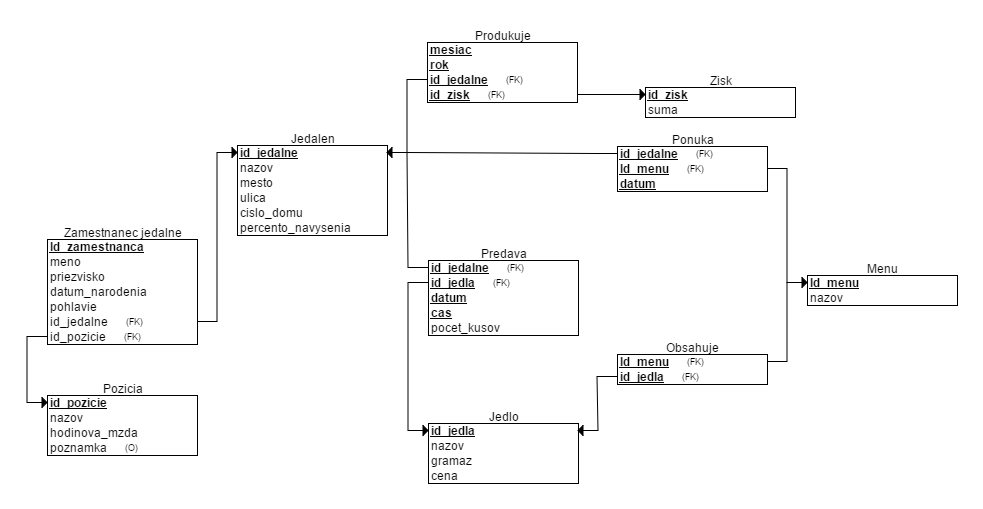 Produkuje
mesiac
rok
id_jedalne (FK)
id_zisk (FK)
Zisk
id_zisk
suma
Jedalen
id_jedalne
nazov
mesto
ulica
cislo_domu
percento_navysenia
Ponuka
id_jedalne (FK)
Id_menu (FK)
datum
Zamestnanec jedalne
Id_zamestnanca
meno
priezvisko
datum_narodenia
pohlavie
id_jedalne (FK)
id_pozicie (FK)
Predava
id_jedalne (FK)
id_jedla (FK)
datum
cas
pocet_kusov
Menu
Id_menu
nazov
Obsahuje
Id_menu (FK)
id_jedla (FK)
Pozicia
id_pozicie
nazov
hodinova_mzda
poznamka (O)
Jedlo
id_jedla
nazov
gramaz
cena